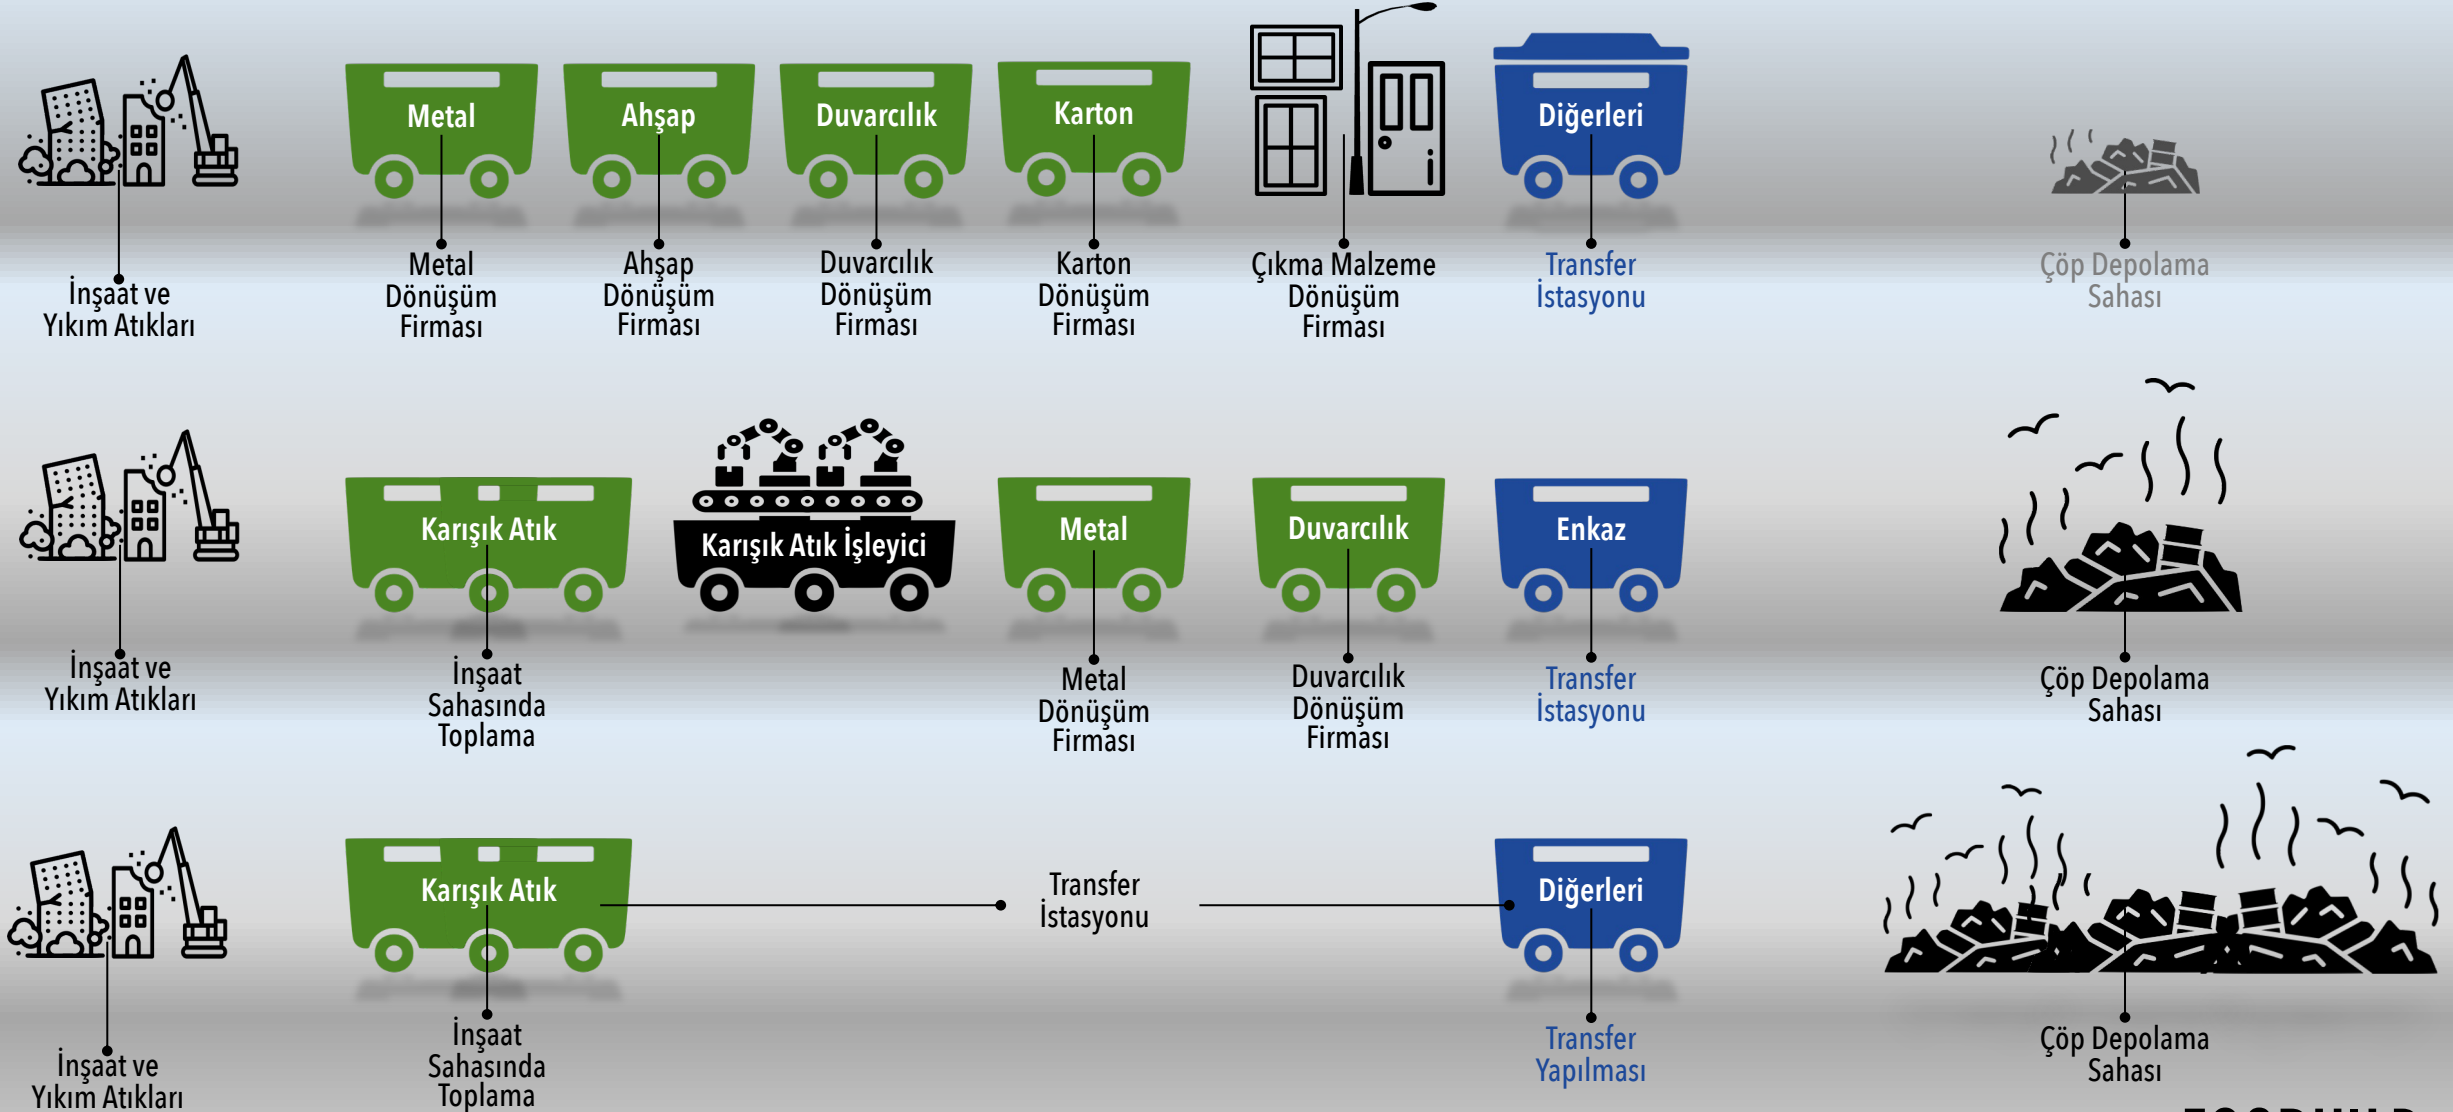 Metal
Ahşap
Duvarcılık
Karton
Diğerleri
İnşaat ve
Yıkım Atıkları
Metal
Dönüşüm
Firması
Ahşap
Dönüşüm
Firması
Duvarcılık
Dönüşüm
Firması
Karton
Dönüşüm
Firması
Çıkma Malzeme
Dönüşüm
Firması
Transfer
İstasyonu
Çöp Depolama
Sahası
Karışık Atık
Karışık Atık İşleyici
Metal
Duvarcılık
Enkaz
İnşaat ve
Yıkım Atıkları
İnşaat
Sahasında
Toplama
Metal
Dönüşüm
Firması
Duvarcılık
Dönüşüm
Firması
Transfer
İstasyonu
Çöp Depolama
Sahası
Karışık Atık
Transfer
İstasyonu
Diğerleri
İnşaat ve
Yıkım Atıkları
İnşaat
Sahasında
Toplama
Transfer
Yapılması
Çöp Depolama
Sahası